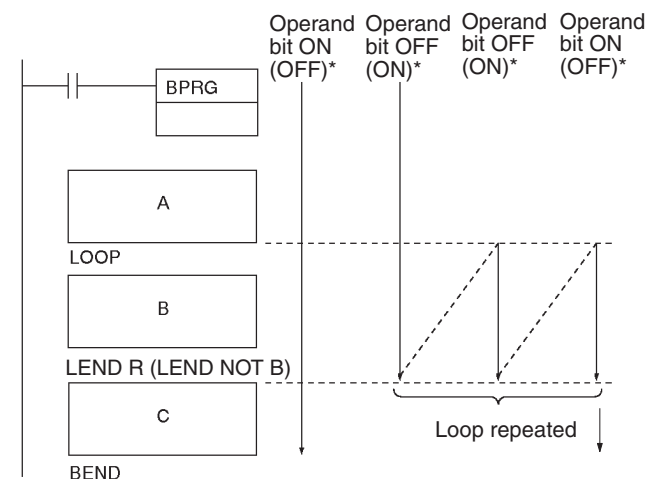 Operand
bit ON
(OFF)*
Operand
bit OFF
(ON)*
Operand
bit OFF
(ON)*
Operand
bit ON
(OFF)*
BPRG
A
LOOP
B
LEND R (LEND NOT B)
C
Loop repeated
BEND